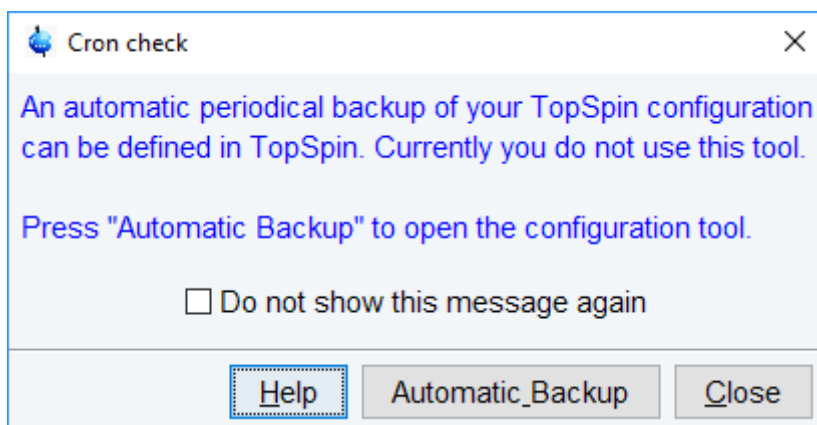 Cron check
An automatic periodical backup of your TopSpin configuration
can be defined in TopSpin. Currently you do not use this tool.
Press "Automatic Backup" to open the configuration tool.
Do not show this message again
Help Automatic_Backup Close